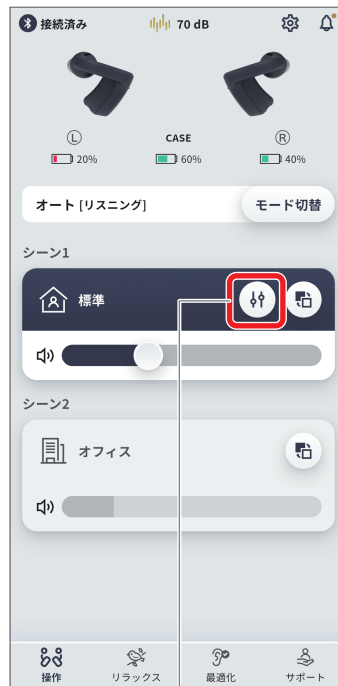 接続済み
70 dB
L
CASE
R
20%
60%
40%
オート [リスニング]
モード切替
シーン1
標準
シーン2
オフィス
操作
リラックス
最適化
サポート